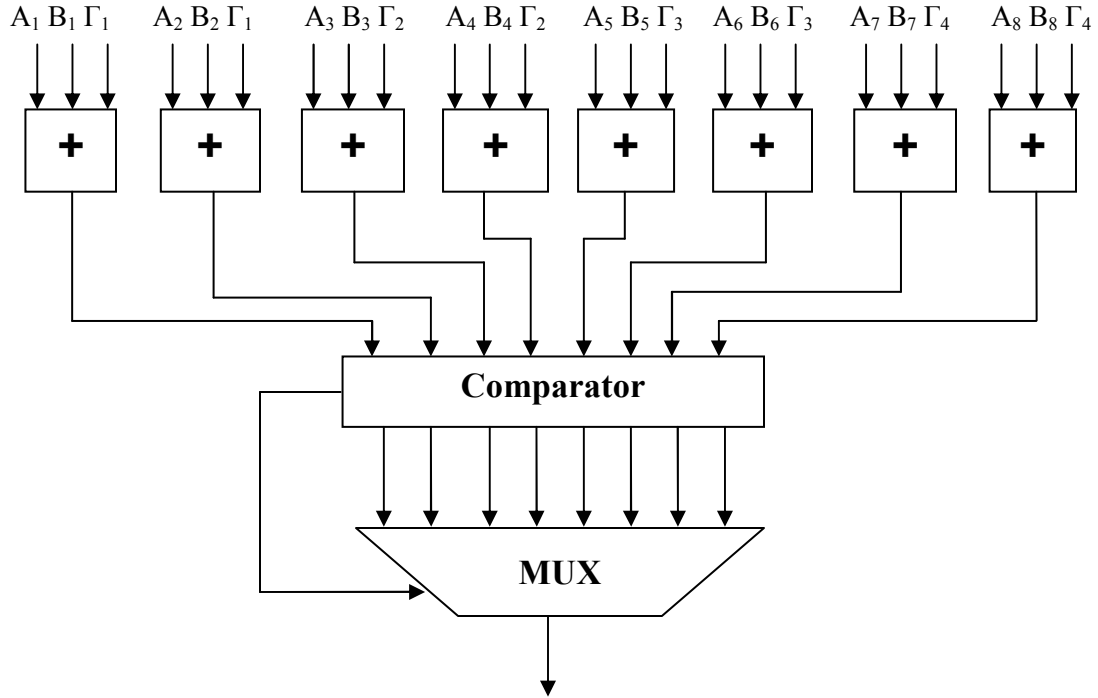 A₁ B₁ Γ₁ A₂ B₂ Γ₁ A₃ B₃ Γ₂ A₄ B₄ Γ₂ A₅ B₅ Γ₃ A₆ B₆ Γ₃ A₇ B₇ Γ₄ A₈ B₈ Γ₄
+ + + + + + + +
Comparator
MUX